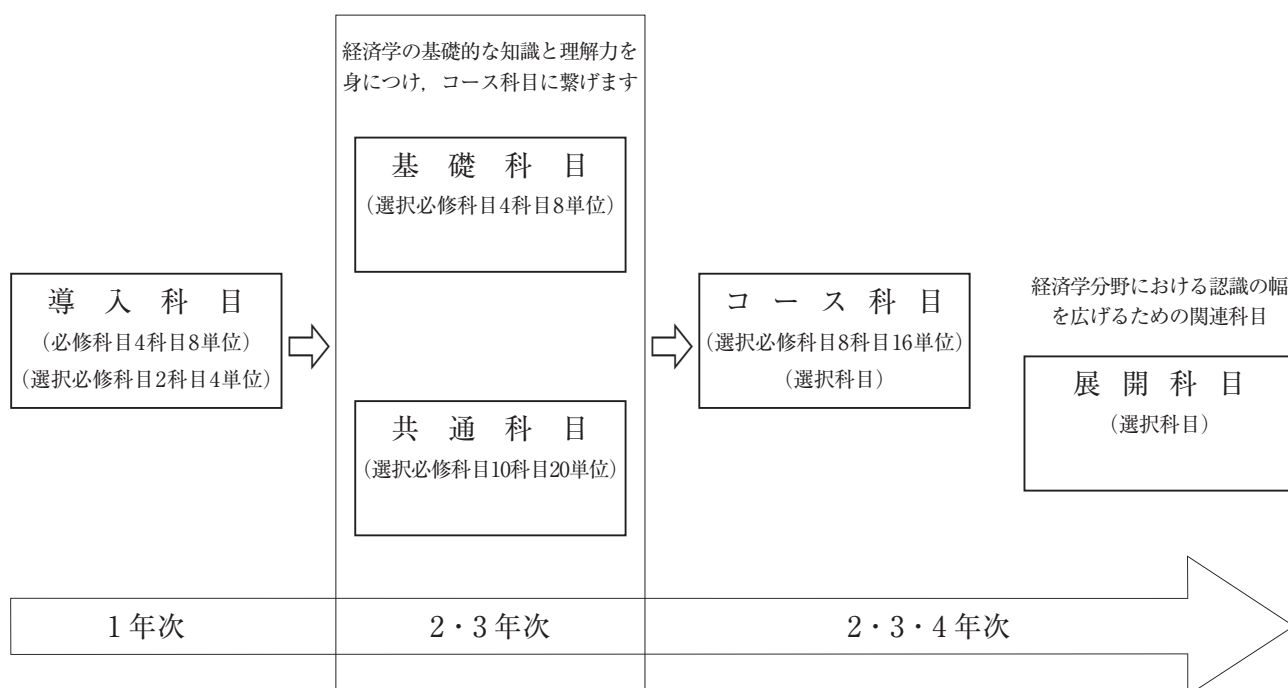 経済学の基礎的な知識と理解力を
身につけ，コース科目に繋げます
基礎科目
（選択必修科目4科目8単位）
導入科目
（必修科目4科目8単位）
（選択必修科目2科目4単位）
共通科目
（選択必修科目10科目20単位）
コース科目
（選択必修科目8科目16単位）
（選択科目）
経済学分野における認識の幅
を広げるための関連科目
展開科目
（選択科目）
1年次
2・3年次
2・3・4年次